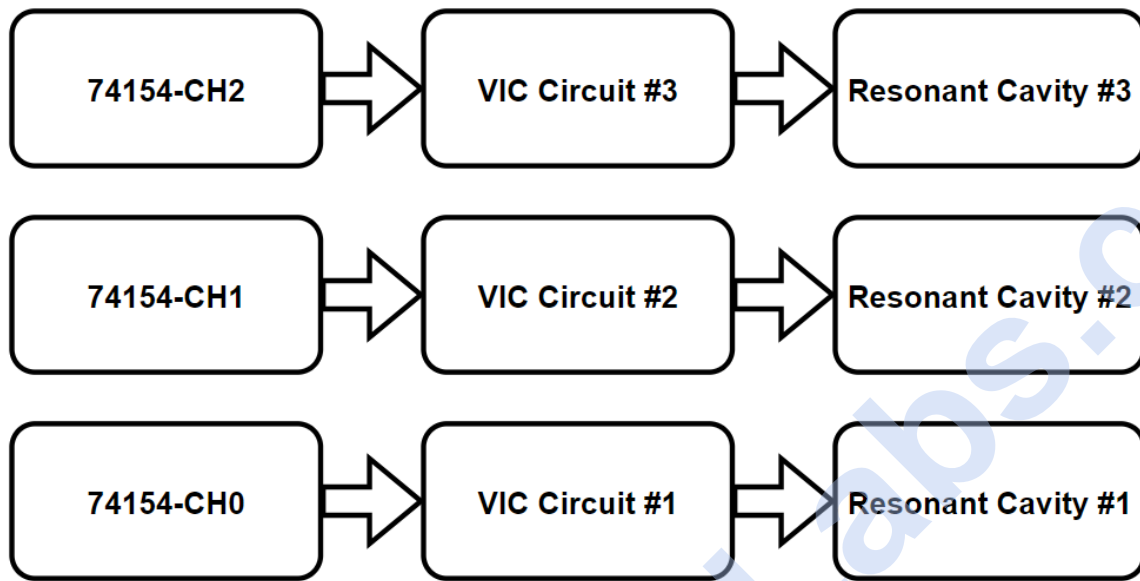 74154-CH2 VIC Circuit #3 Resonant Cavity #3
74154-CH1 VIC Circuit #2 Resonant Cavity #2
74154-CH0 VIC Circuit #1 Resonant Cavity #1